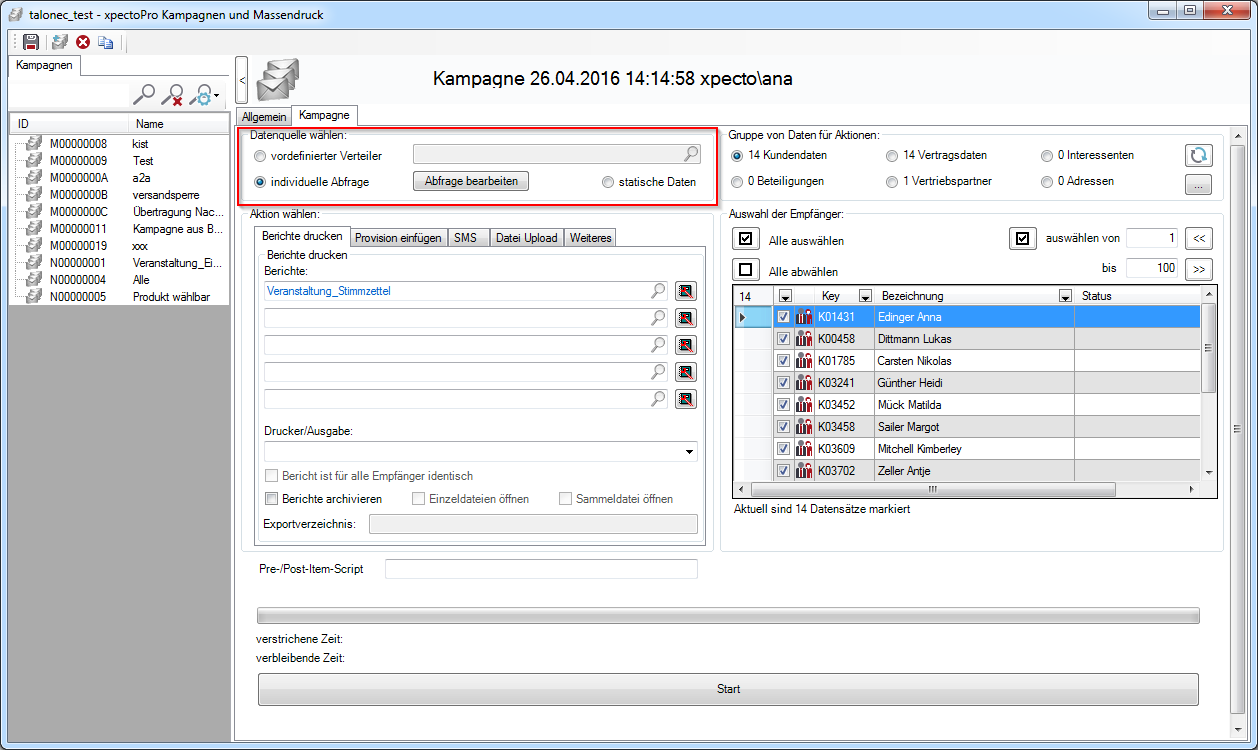 talonec_test - xpectoPro Kampagnen und Massendruck
Kampagnen
<
Kampagne 26.04.2016 14:14:58 xpecto\ana
ID Name
M00000008 kist
M00000009 Test
M0000000A a2a
M0000000B versandsperre
M0000000C Übertragung Nac...
M00000011 Kampagne aus B...
M00000019 xxx
N00000001 Veranstaltung_Ei...
N00000004 Alle
N00000005 Produkt wählbar
Allgemein Kampagne
Datenquelle wählen:
vordefinierter Verteiler
individuelle Abfrage Abfrage bearbeiten statische Daten
Gruppe von Daten für Aktionen:
14 Kundendaten 14 Vertragsdaten 0 Interessenten
0 Beteiligungen 1 Vertriebspartner 0 Adressen ...
Aktion wählen:
Berichte drucken Provision einfügen SMS Datei Upload Weiteres
Berichte drucken
Berichte:
Veranstaltung_Stimmzettel
Drucker/Ausgabe:
Bericht ist für alle Empfänger identisch
Berichte archivieren Einzeldateien öffnen Sammeldatei öffnen
Exportverzeichnis:
Auswahl der Empfänger:
Alle auswählen auswählen von 1 <<
Alle abwählen bis 100 >>
14 Key Bezeichnung Status
K01431 Edinger Anna
K00458 Dittmann Lukas
K01785 Carsten Nikolas
K03241 Günther Heidi
K03452 Mück Matilda
K03458 Sailer Margot
K03609 Mitchell Kimberley
K03702 Zeller Antje
Aktuell sind 14 Datensätze markiert
Pre-/Post-Item-Script
verstrichene Zeit:
verbleibende Zeit:
Start